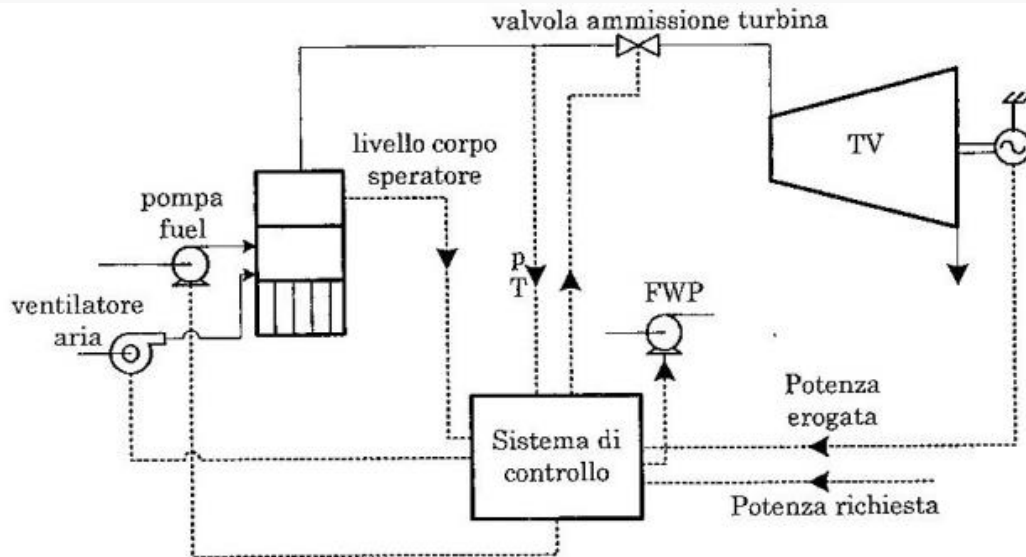 valvola ammissione turbina
TV
livello corpo
speratore
pompa
fuel
p
T
FWP
ventilatore
aria
Potenza
erogata
Sistema di
controllo
Potenza richiesta